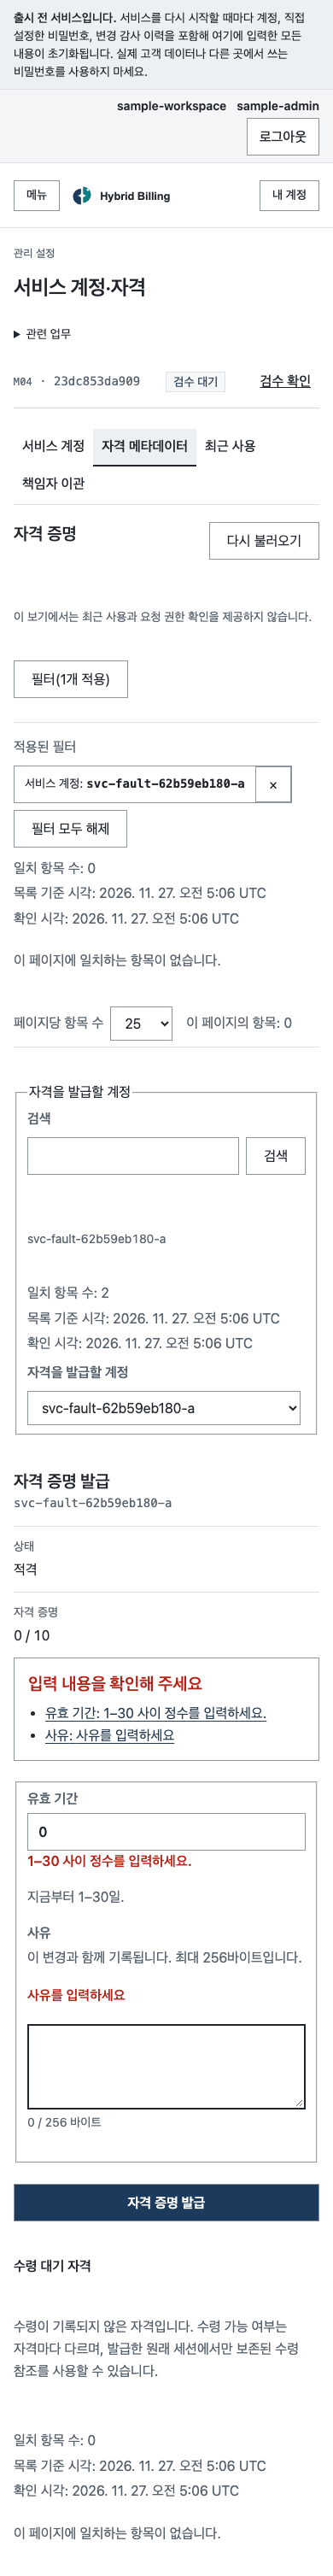 출시 전 서비스입니다. 서비스를 다시 시작할 때마다 계정, 직접
설정한 비밀번호, 변경 감사 이력을 포함해 여기에 입력한 모든
내용이 초기화됩니다. 실제 고객 데이터나 다른 곳에서 쓰는
비밀번호를 사용하지 마세요.
sample-workspace sample-admin
로그아웃
메뉴 Hybrid Billing 내 계정
관리 설정
서비스 계정·자격
▶ 관련 업무
M04 · 23dc853da909 검수 대기 검수 확인
서비스 계정 자격 메타데이터 최근 사용
책임자 이관
자격 증명 다시 불러오기
이 보기에서는 최근 사용과 요청 권한 확인을 제공하지 않습니다.
필터(1개 적용)
적용된 필터
서비스 계정: svc-fault-62b59eb180-a ×
필터 모두 해제
일치 항목 수: 0
목록 기준 시각: 2026. 11. 27. 오전 5:06 UTC
확인 시각: 2026. 11. 27. 오전 5:06 UTC
이 페이지에 일치하는 항목이 없습니다.
페이지당 항목 수 25 이 페이지의 항목: 0
자격을 발급할 계정
검색
검색
svc-fault-62b59eb180-a
일치 항목 수: 2
목록 기준 시각: 2026. 11. 27. 오전 5:06 UTC
확인 시각: 2026. 11. 27. 오전 5:06 UTC
자격을 발급할 계정
svc-fault-62b59eb180-a
자격 증명 발급
svc-fault-62b59eb180-a
상태
적격
자격 증명
0 / 10
입력 내용을 확인해 주세요
• 유효 기간: 1–30 사이 정수를 입력하세요.
• 사유: 사유를 입력하세요
유효 기간
0
1–30 사이 정수를 입력하세요.
지금부터 1–30일.
사유
이 변경과 함께 기록됩니다. 최대 256바이트입니다.
사유를 입력하세요
0 / 256 바이트
자격 증명 발급
수령 대기 자격
수령이 기록되지 않은 자격입니다. 수령 가능 여부는
자격마다 다르며, 발급한 원래 세션에서만 보존된 수령
참조를 사용할 수 있습니다.
일치 항목 수: 0
목록 기준 시각: 2026. 11. 27. 오전 5:06 UTC
확인 시각: 2026. 11. 27. 오전 5:06 UTC
이 페이지에 일치하는 항목이 없습니다.